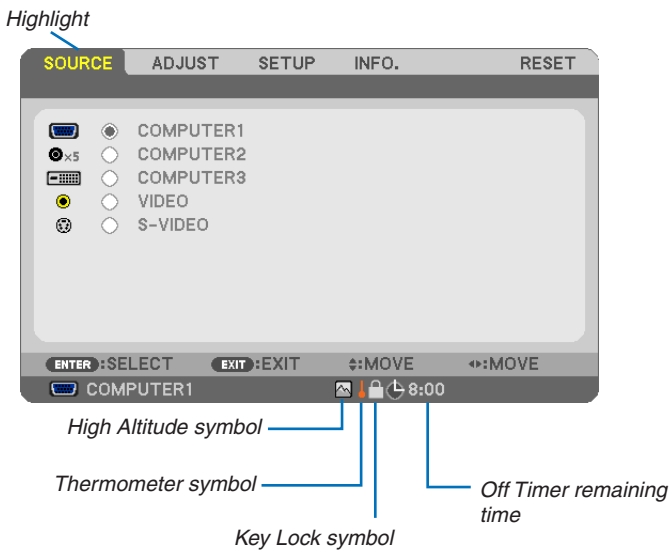 Highlight
SOURCE ADJUST SETUP INFO. RESET
COMPUTER1
×5 COMPUTER2
COMPUTER3
VIDEO
S-VIDEO
ENTER :SELECT EXIT :EXIT :MOVE :MOVE
COMPUTER1 8:00
High Altitude symbol
Thermometer symbol
Off Timer remaining
time
Key Lock symbol